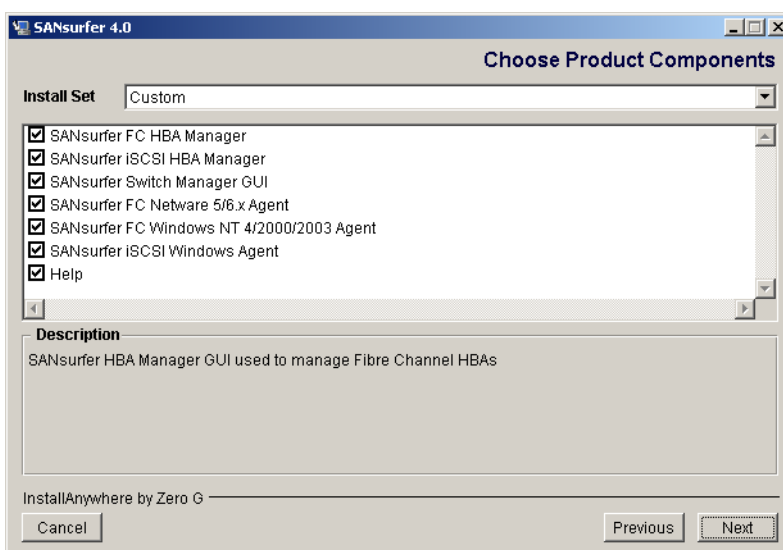 SANsurfer 4.0
Choose Product Components
Install Set Custom
SANsurfer FC HBA Manager
SANsurfer iSCSI HBA Manager
SANsurfer Switch Manager GUI
SANsurfer FC Netware 5/6.x Agent
SANsurfer FC Windows NT 4/2000/2003 Agent
SANsurfer iSCSI Windows Agent
Help
Description
SANsurfer HBA Manager GUI used to manage Fibre Channel HBAs
InstallAnywhere by Zero G
Cancel Previous Next